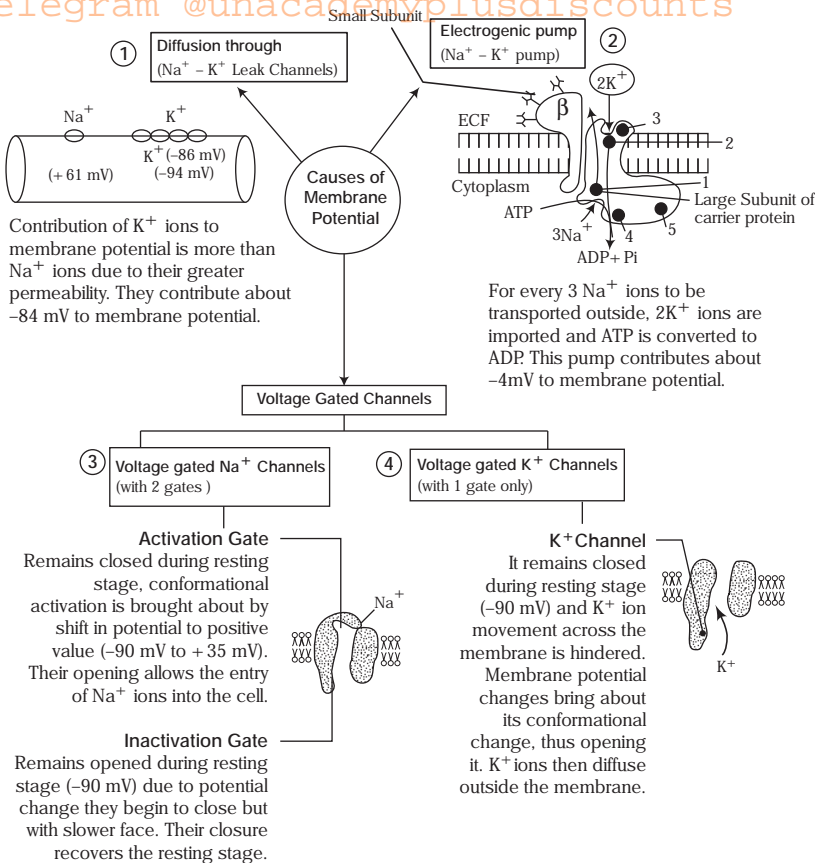 elegram @unacademyplusdiscounts
Small Subunit
1
Diffusion through
(Na+ – K+ Leak Channels)
Electrogenic pump
(Na+ – K+ pump)
2
Na+
K+
K+ (–86 mV)
(+ 61 mV)
(–94 mV)
Causes of
Membrane
Potential
2K+
β
ECF
3
2
Cytoplasm
1
Large Subunit of
carrier protein
ATP
3Na+
4
5
ADP+ Pi
Contribution of K+ ions to
membrane potential is more than
Na+ ions due to their greater
permeability. They contribute about
–84 mV to membrane potential.
For every 3 Na+ ions to be
transported outside, 2K+ ions are
imported and ATP is converted to
ADP. This pump contributes about
–4mV to membrane potential.
Voltage Gated Channels
3
Voltage gated Na+ Channels
(with 2 gates )
4
Voltage gated K+ Channels
(with 1 gate only)
Activation Gate
Remains closed during resting
stage, conformational
activation is brought about by
shift in potential to positive
value (–90 mV to + 35 mV).
Their opening allows the entry
of Na+ ions into the cell.
Na+
Inactivation Gate
Remains opened during resting
stage (–90 mV) due to potential
change they begin to close but
with slower face. Their closure
recovers the resting stage.
K+Channel
It remains closed
during resting stage
(–90 mV) and K+ ion
movement across the
membrane is hindered.
Membrane potential
changes bring about
its conformational
change, thus opening
it. K+ions then diffuse
outside the membrane.
K+